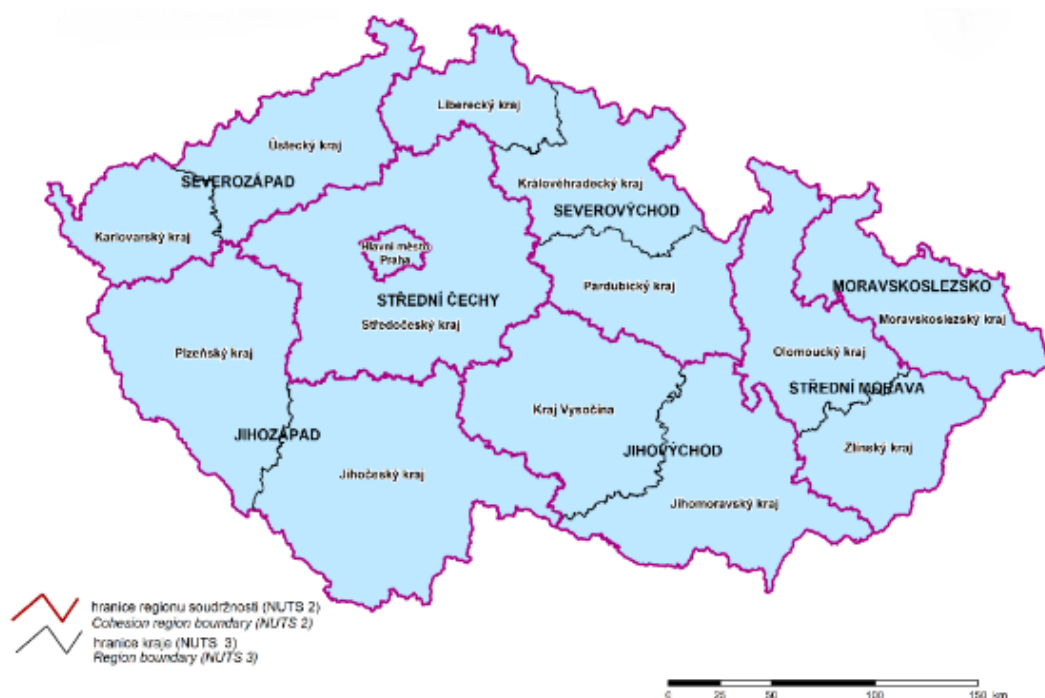 Liberecký kraj
Ústecký kraj
SEVEROZÁPAD
Královéhradecký kraj
SEVEROVÝCHOD
Karlovarský kraj
Hlavní město
Praha
Pardubický kraj
MORAVSKOSLEZSKO
STŘEDNÍ ČECHY
Středočeský kraj
Moravskoslezský kraj
Plzeňský kraj
Olomoucký kraj
STŘEDNÍ MORAVA
Kraj Vysočina
JIHOZÁPAD
JIHOVÝCHOD
Zlínský kraj
Jihočeský kraj
Jihomoravský kraj
hranice regionu soudržnosti (NUTS 2)
Cohesion region boundary (NUTS 2)
hranice kraje (NUTS 3)
Region boundary (NUTS 3)
0 25 50 100 150 km